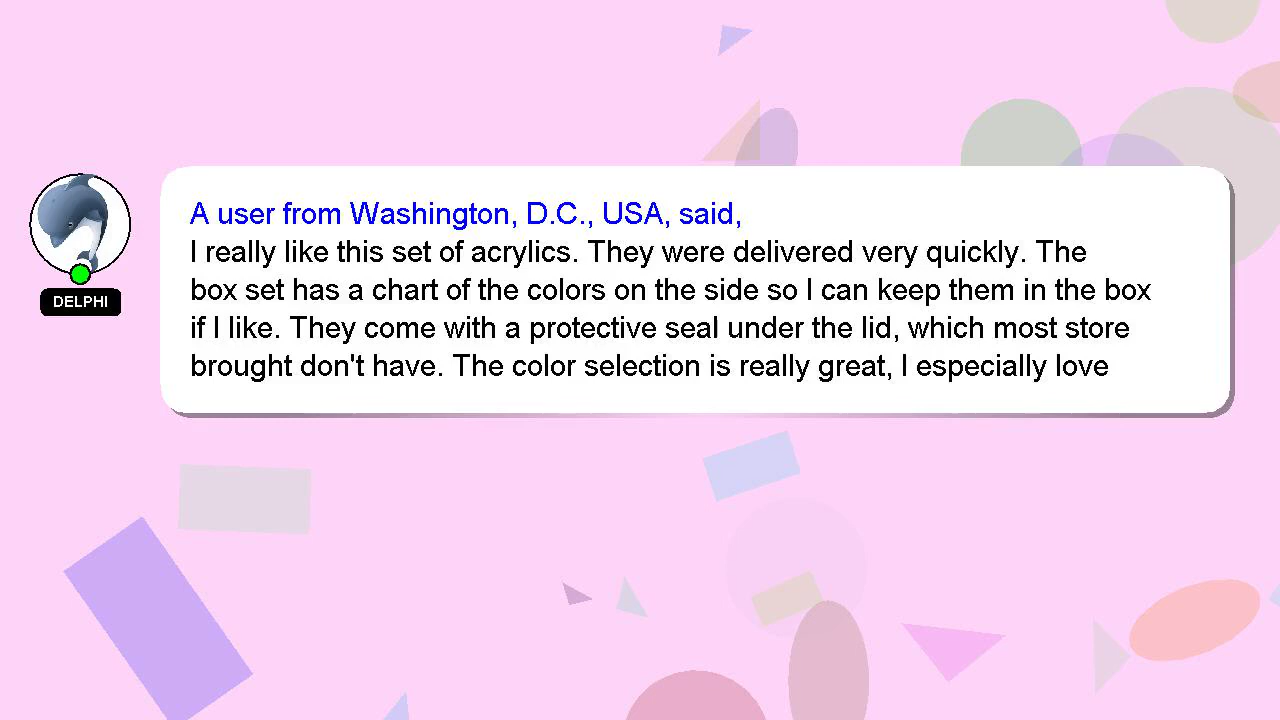 A user from Washington, D.C., USA, said,
I really like this set of acrylics. They were delivered very quickly. The
box set has a chart of the colors on the side so I can keep them in the box
if I like. They come with a protective seal under the lid, which most store
brought don't have. The color selection is really great, I especially love
DELPHI